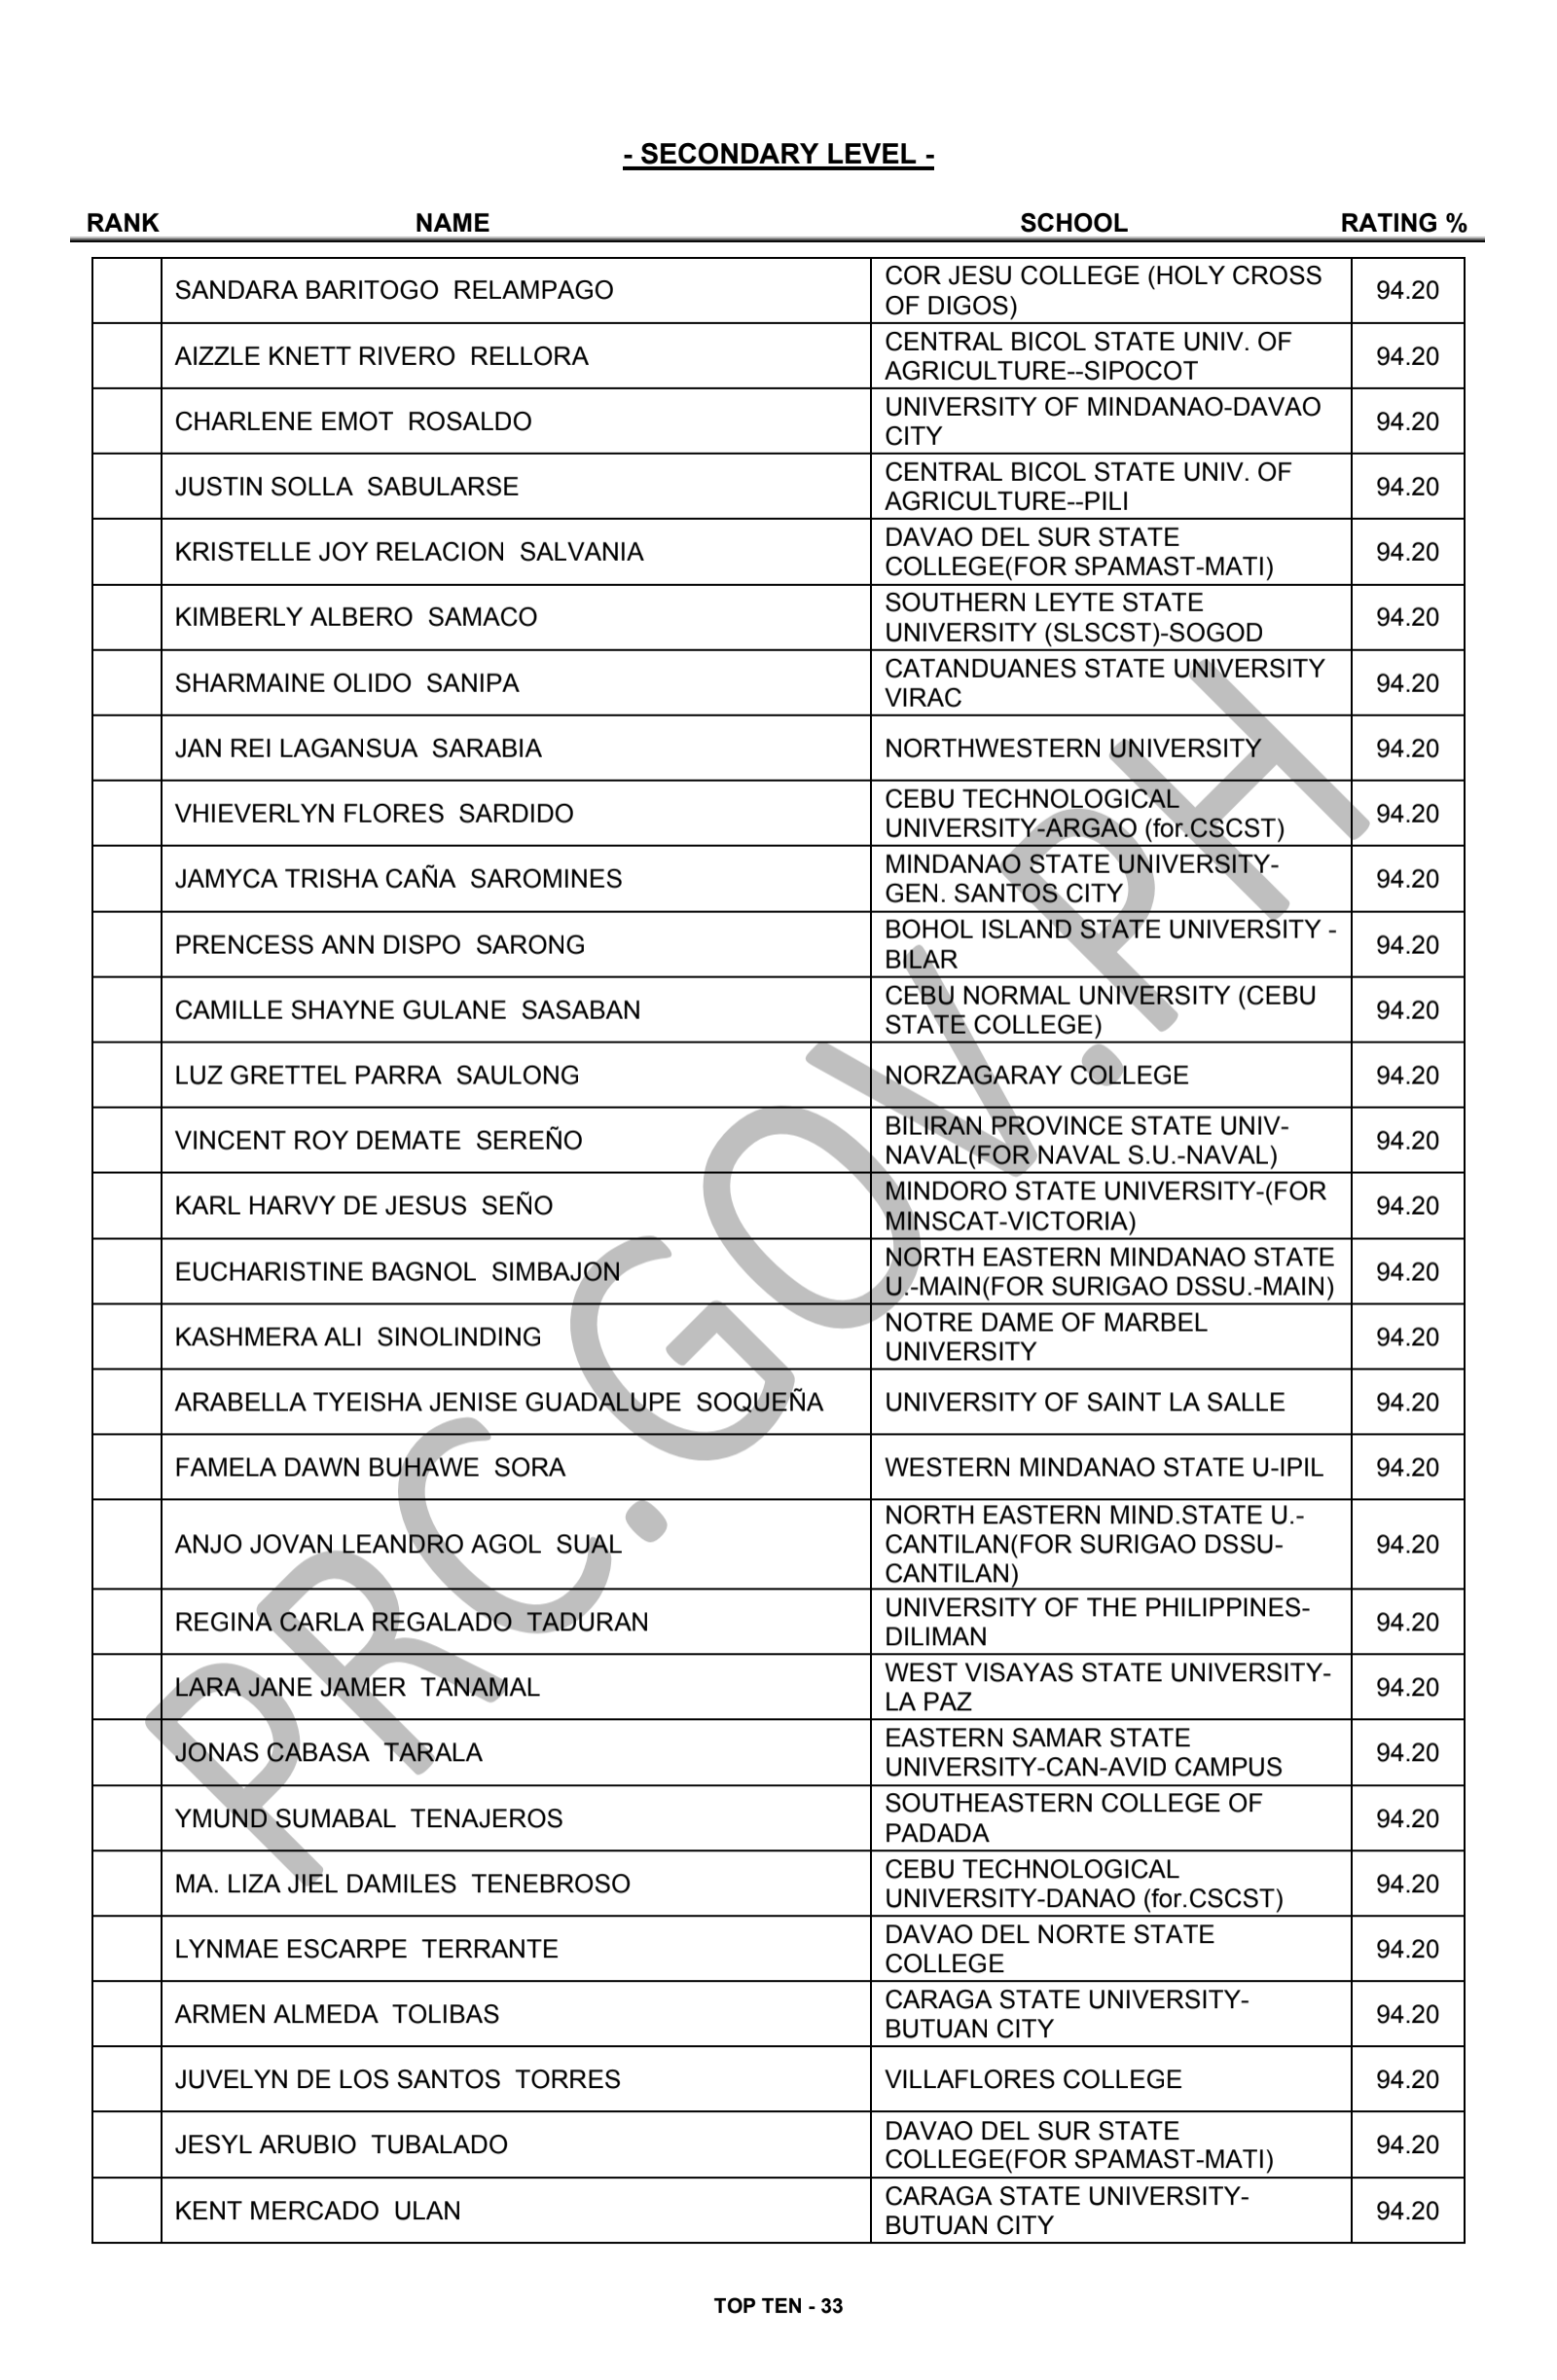 - SECONDARY LEVEL -
RANK NAME SCHOOL RATING %
SANDARA BARITOGO  RELAMPAGO COR JESU COLLEGE (HOLY CROSS
OF DIGOS) 94.20
AIZZLE KNETT RIVERO  RELLORA CENTRAL BICOL STATE UNIV. OF
AGRICULTURE--SIPOCOT 94.20
CHARLENE EMOT  ROSALDO UNIVERSITY OF MINDANAO-DAVAO
CITY 94.20
JUSTIN SOLLA  SABULARSE CENTRAL BICOL STATE UNIV. OF
AGRICULTURE--PILI 94.20
KRISTELLE JOY RELACION  SALVANIA DAVAO DEL SUR STATE
COLLEGE(FOR SPAMAST-MATI) 94.20
KIMBERLY ALBERO  SAMACO SOUTHERN LEYTE STATE
UNIVERSITY (SLSCST)-SOGOD 94.20
SHARMAINE OLIDO  SANIPA CATANDUANES STATE UNIVERSITY
VIRAC 94.20
JAN REI LAGANSUA  SARABIA NORTHWESTERN UNIVERSITY 94.20
VHIEVERLYN FLORES  SARDIDO CEBU TECHNOLOGICAL
UNIVERSITY-ARGAO (for.CSCST) 94.20
JAMYCA TRISHA CAÑA  SAROMINES MINDANAO STATE UNIVERSITY-
GEN. SANTOS CITY 94.20
PRENCESS ANN DISPO  SARONG BOHOL ISLAND STATE UNIVERSITY -
BILAR 94.20
CAMILLE SHAYNE GULANE  SASABAN CEBU NORMAL UNIVERSITY (CEBU
STATE COLLEGE) 94.20
LUZ GRETTEL PARRA  SAULONG NORZAGARAY COLLEGE 94.20
VINCENT ROY DEMATE  SEREÑO BILIRAN PROVINCE STATE UNIV-
NAVAL(FOR NAVAL S.U.-NAVAL) 94.20
KARL HARVY DE JESUS  SEÑO MINDORO STATE UNIVERSITY-(FOR
MINSCAT-VICTORIA) 94.20
EUCHARISTINE BAGNOL  SIMBAJON NORTH EASTERN MINDANAO STATE
U.-MAIN(FOR SURIGAO DSSU.-MAIN) 94.20
KASHMERA ALI  SINOLINDING NOTRE DAME OF MARBEL
UNIVERSITY 94.20
ARABELLA TYEISHA JENISE GUADALUPE  SOQUEÑA UNIVERSITY OF SAINT LA SALLE 94.20
FAMELA DAWN BUHAWE  SORA WESTERN MINDANAO STATE U-IPIL 94.20
ANJO JOVAN LEANDRO AGOL  SUAL NORTH EASTERN MIND.STATE U.-
CANTILAN(FOR SURIGAO DSSU-
CANTILAN) 94.20
REGINA CARLA REGALADO  TADURAN UNIVERSITY OF THE PHILIPPINES-
DILIMAN 94.20
LARA JANE JAMER  TANAMAL WEST VISAYAS STATE UNIVERSITY-
LA PAZ 94.20
JONAS CABASA  TARALA EASTERN SAMAR STATE
UNIVERSITY-CAN-AVID CAMPUS 94.20
YMUND SUMABAL  TENAJEROS SOUTHEASTERN COLLEGE OF
PADADA 94.20
MA. LIZA JIEL DAMILES  TENEBROSO CEBU TECHNOLOGICAL
UNIVERSITY-DANAO (for.CSCST) 94.20
LYNMAE ESCARPE  TERRANTE DAVAO DEL NORTE STATE
COLLEGE 94.20
ARMEN ALMEDA  TOLIBAS CARAGA STATE UNIVERSITY-
BUTUAN CITY 94.20
JUVELYN DE LOS SANTOS  TORRES VILLAFLORES COLLEGE 94.20
JESYL ARUBIO  TUBALADO DAVAO DEL SUR STATE
COLLEGE(FOR SPAMAST-MATI) 94.20
KENT MERCADO  ULAN CARAGA STATE UNIVERSITY-
BUTUAN CITY 94.20
PRC.GOV.PH
TOP TEN - 33